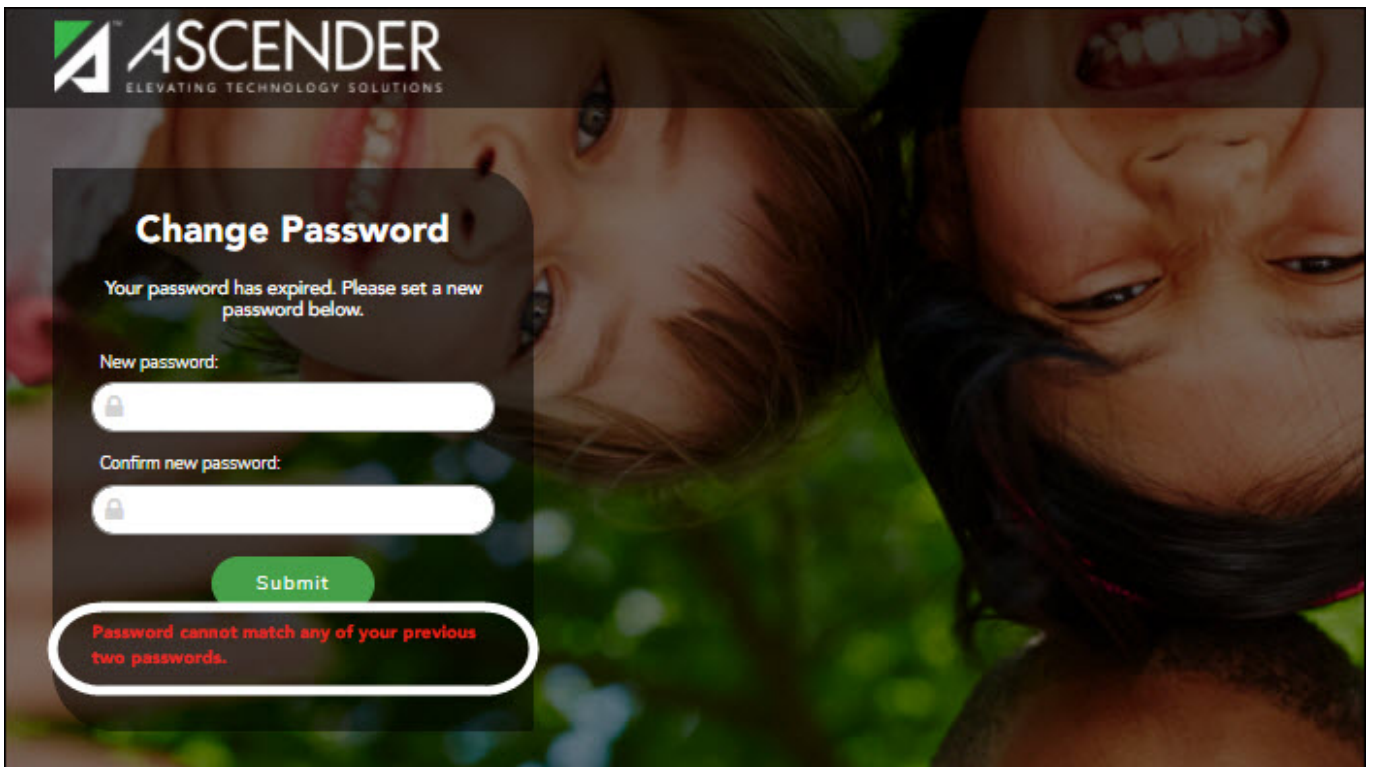 ASCENDER
ELEVATING TECHNOLOGY SOLUTIONS
Change Password
Your password has expired. Please set a new
password below.
New password:
Confirm new password:
Submit
Password cannot match any of your previous
two passwords.